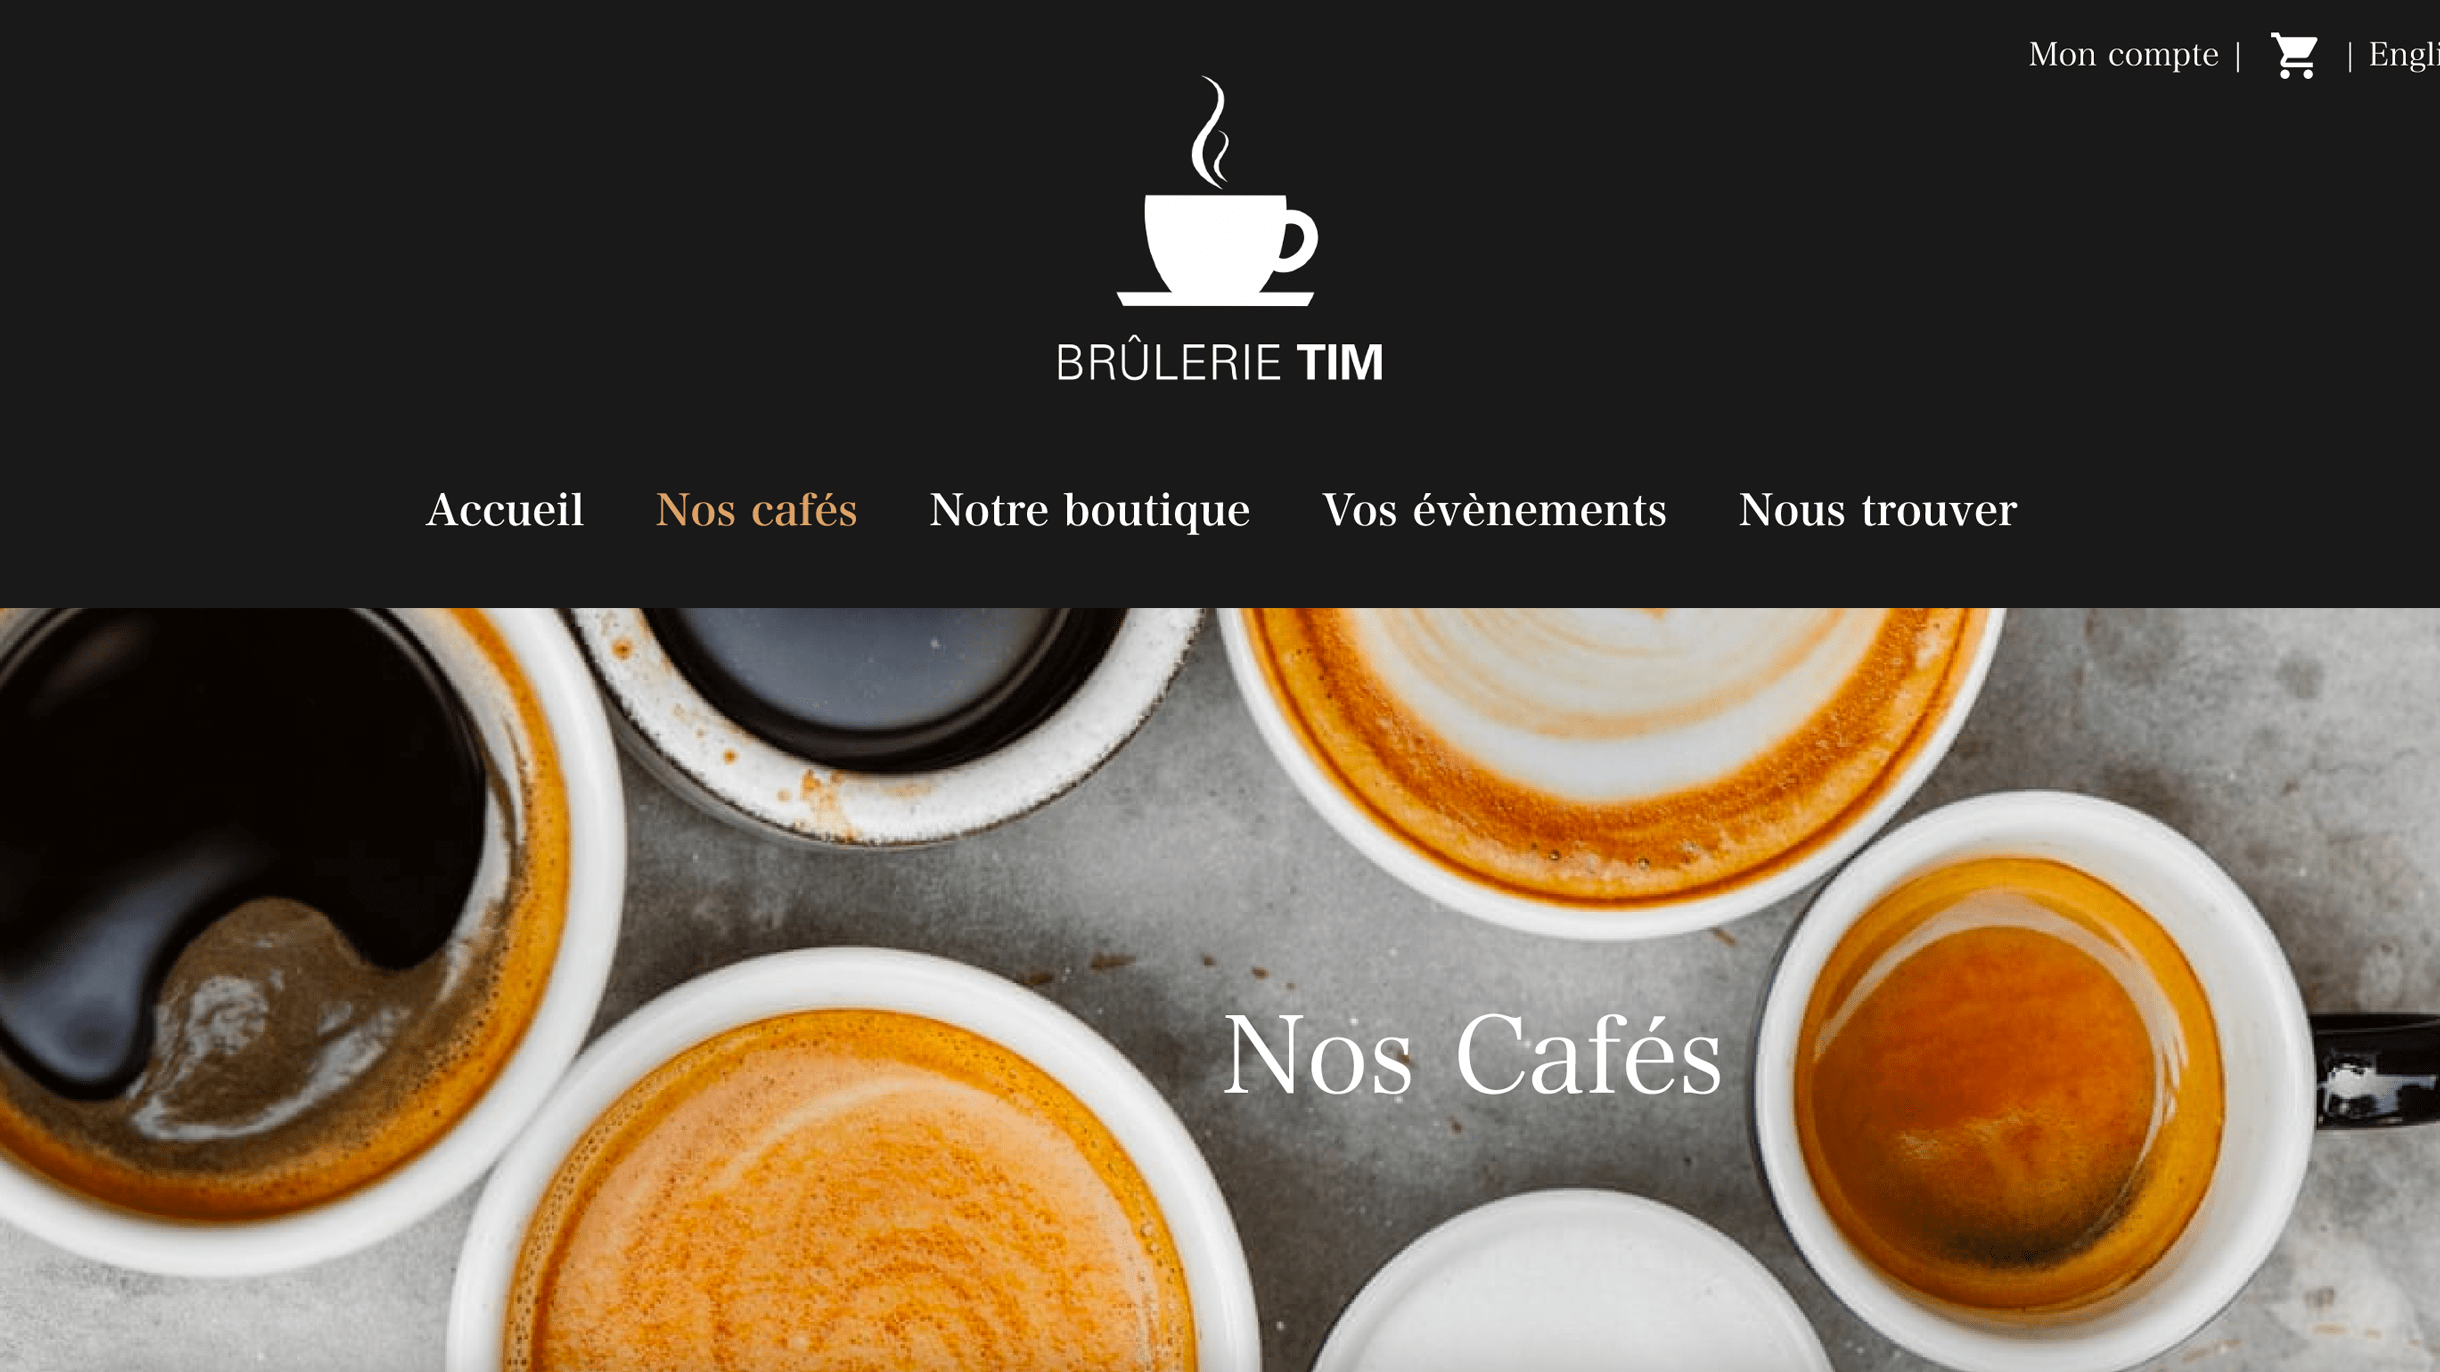 Mon compte | | Engli
BRÛLERIE TIM
Accueil Nos cafés Notre boutique Vos évènements Nous trouver
Nos Cafés